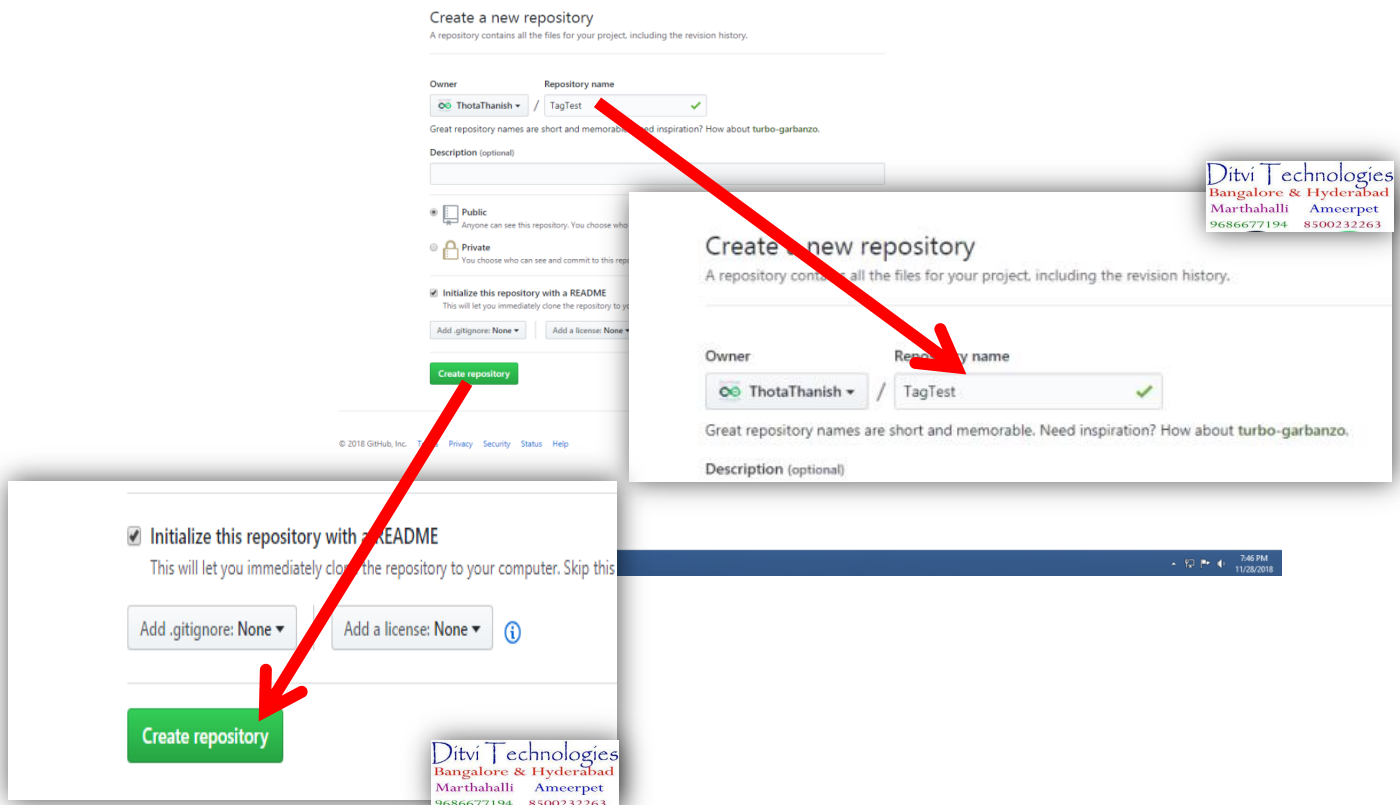 Create a new repository
A repository contains all the files for your project, including the revision history.
Owner Repository name
ThotaThanish / TagTest
Great repository names are short and memorable. Need inspiration? How about turbo-garbanzo.
Description (optional)
Public
Anyone can see this repository. You choose who
Private
You choose who can see and commit to this repo
Initialize this repository with a README
This will let you immediately clone the repository to yo
Add .gitignore: None Add a license: None
Create repository
© 2018 GitHub, Inc. Privacy Security Status Help
Ditvi Technologies
Bangalore & Hyderabad
Marthahalli Ameerpet
9686677194 8500232263
Create a new repository
A repository contains all the files for your project, including the revision history.
Owner Repository name
ThotaThanish / TagTest
Great repository names are short and memorable. Need inspiration? How about turbo-garbanzo.
Description (optional)
Initialize this repository with a README
This will let you immediately clone the repository to your computer. Skip this
Add .gitignore: None Add a license: None
Create repository
7:46 PM
11/28/2018
Ditvi Technologies
Bangalore & Hyderabad
Marthahalli Ameerpet
9686677194 8500232263